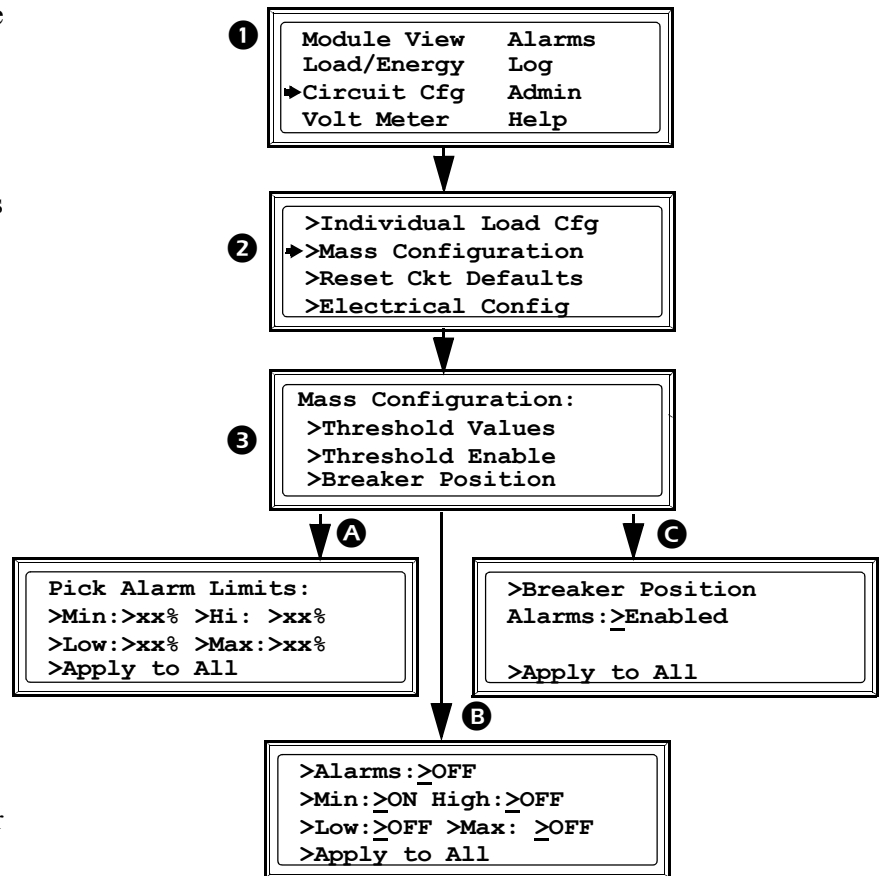 e
❶
Module View Alarms
Load/Energy Log
➧Circuit Cfg Admin
Volt Meter Help
s
❷
>Individual Load Cfg
➧>Mass Configuration
>Reset Ckt Defaults
>Electrical Config
❸
Mass Configuration:
>Threshold Values
>Threshold Enable
>Breaker Position
A
C
Pick Alarm Limits:
>Min:>xx% >Hi: >xx%
>Low:>xx% >Max:>xx%
>Apply to All
>Breaker Position
Alarms:>Enabled
>Apply to All
B
>Alarms:>OFF
>Min:>ON High:>OFF
>Low:>OFF >Max: >OFF
>Apply to All
r